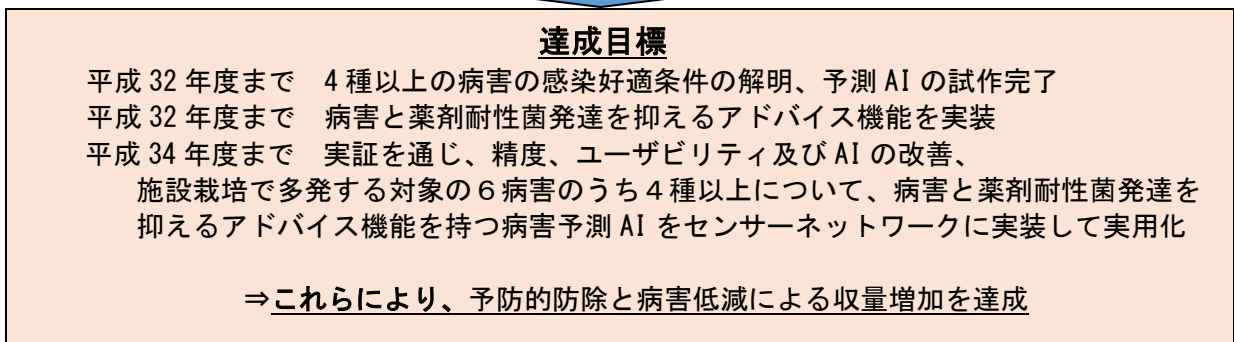 達成目標
平成 32 年度まで　4 種以上の病害の感染好適条件の解明、予測 AI の試作完了
平成 32 年度まで　病害と薬剤耐性菌発達を抑えるアドバイス機能を実装
平成 34 年度まで　実証を通じ、精度、ユーザビリティ及び AI の改善、
施設栽培で多発する対象の６病害のうち４種以上について、病害と薬剤耐性菌発達を
抑えるアドバイス機能を持つ病害予測 AI をセンサーネットワークに実装して実用化
⇒これらにより、予防的防除と病害低減による収量増加を達成